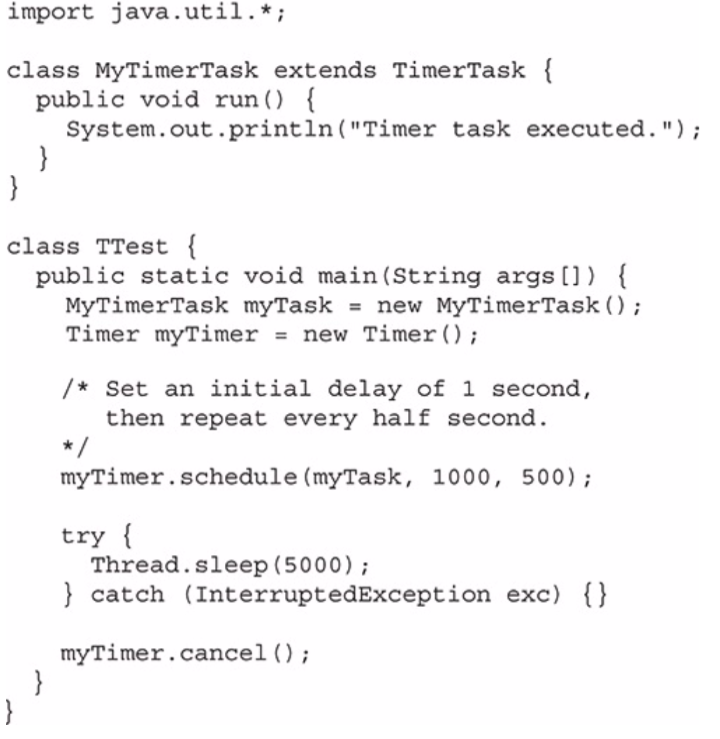 import java.util.*;
class MyTimerTask extends TimerTask {
public void run() {
System.out.println("Timer task executed.");
}
}
class TTest {
public static void main(String args[]) {
MyTimerTask myTask = new MyTimerTask();
Timer myTimer = new Timer();
/* Set an initial delay of 1 second,
then repeat every half second.
*/
myTimer.schedule(myTask, 1000, 500);
try {
Thread.sleep(5000);
} catch (InterruptedException exc) {}
myTimer.cancel();
}
}